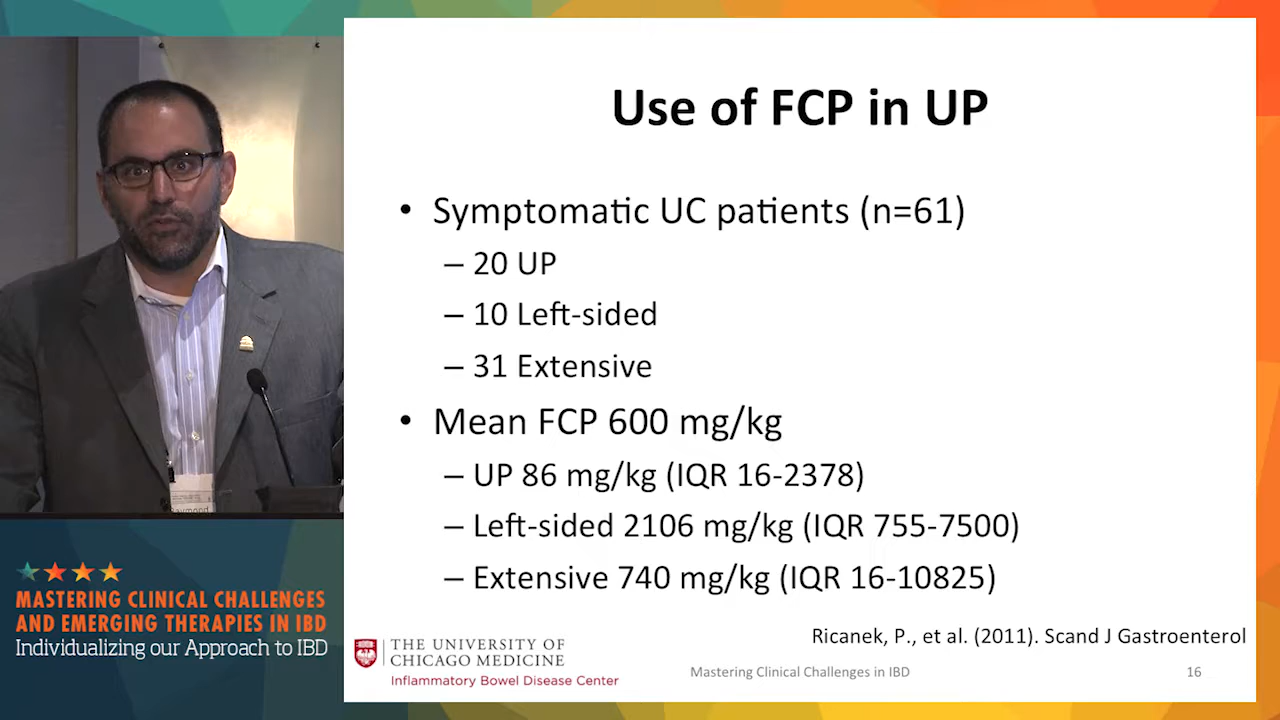 Use of FCP in UP
• Symptomatic UC patients (n=61)
– 20 UP
– 10 Left-sided
– 31 Extensive
• Mean FCP 600 mg/kg
– UP 86 mg/kg (IQR 16-2378)
– Left-sided 2106 mg/kg (IQR 755-7500)
– Extensive 740 mg/kg (IQR 16-10825)
Ricanek, P., et al. (2011). Scand J Gastroenterol
THE UNIVERSITY OF
CHICAGO MEDICINE
Inflammatory Bowel Disease Center
Mastering Clinical Challenges in IBD
16
MASTERING CLINICAL CHALLENGES
AND EMERGING THERAPIES IN IBD
Individualizing our Approach to IBD